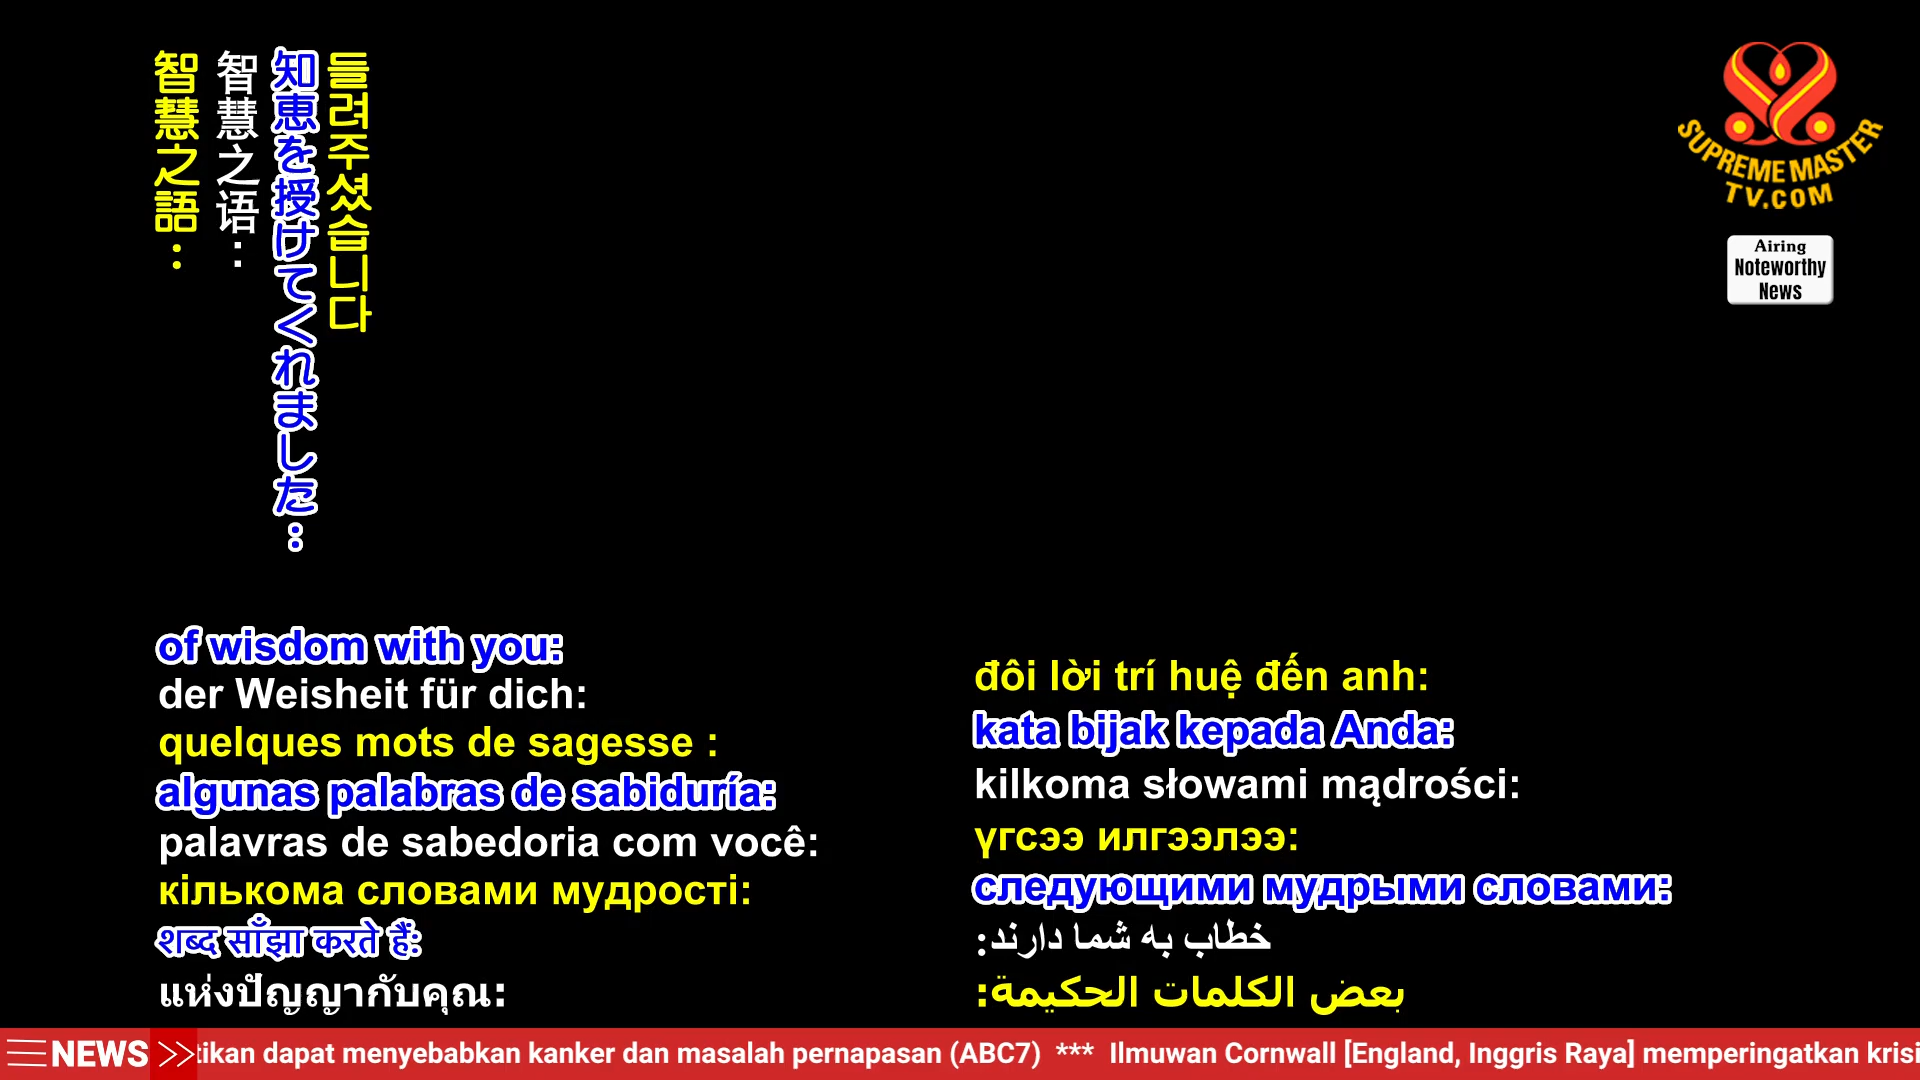 智慧之語：
智慧之语：
知恵を授けてくれました：
들려주셨습니다
SUPREME MASTER
TV.COM
Airing
Noteworthy
News
of wisdom with you:
der Weisheit für dich:
quelques mots de sagesse :
algunas palabras de sabiduría:
palavras de sabedoria com você:
кількома словами мудрості:
शब्द साँझा करते हैं:
แห่งปัญญากับคุณ:
đôi lời trí huệ đến anh:
kata bijak kepada Anda:
kilkoma słowami mądrości:
үгсээ илгээлээ:
следующими мудрыми словами:
خطاب به شما دارند:
بعض الكلمات الحكيمة:
NEWS
tikan dapat menyebabkan kanker dan masalah pernapasan (ABC7) *** Ilmuwan Cornwall [England, Inggris Raya] memperingatkan krisi